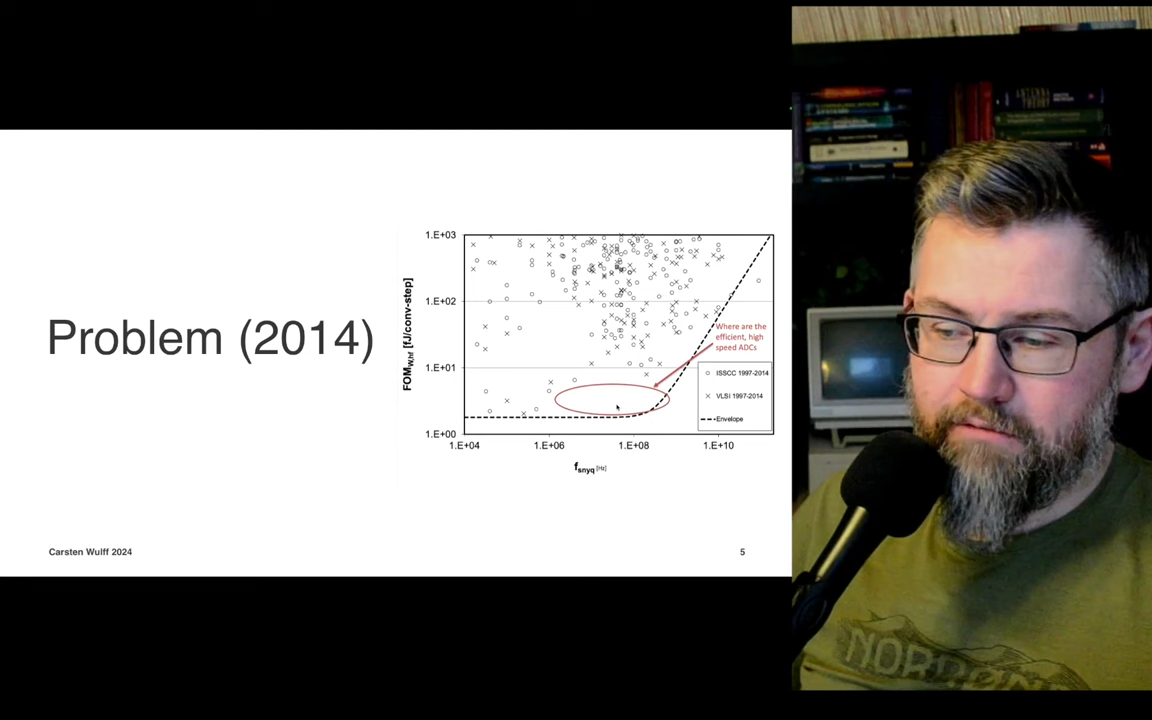 Problem (2014)
1.E+03
1.E+02
1.E+01
1.E+00
FOMW,hf [fJ/conv-step]
1.E+04
1.E+06
1.E+08
1.E+10
fsnyq [Hz]
Where are the
efficient, high
speed ADCs
ISSCC 1997-2014
VLSI 1997-2014
Envelope
Carsten Wulff 2024
5
ANTENNA
THEORY